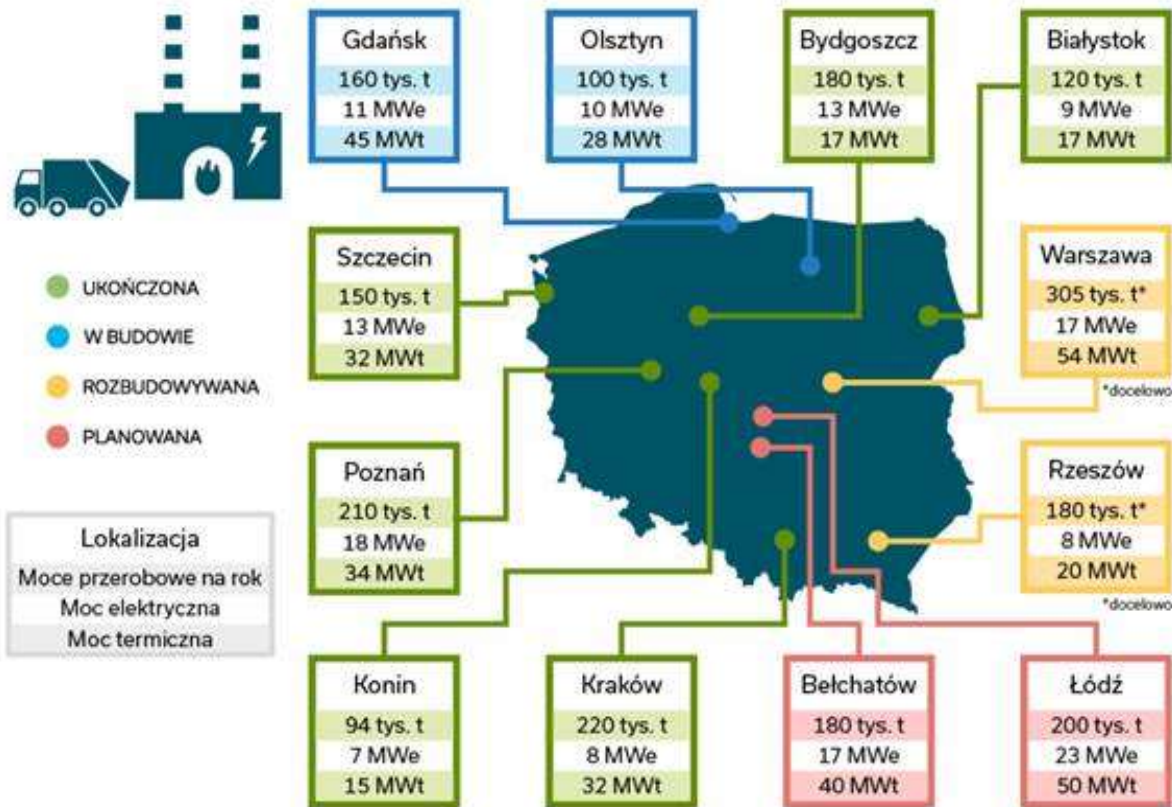 Gdańsk
160 tys. t
11 MWe
45 MWt
Olsztyn
100 tys. t
10 MWe
28 MWt
Bydgoszcz
180 tys. t
13 MWe
17 MWt
Białystok
120 tys. t
9 MWe
17 MWt
UKOŃCZONA
W BUDOWIE
ROZBUDOWYWANA
PLANOWANA
Szczecin
150 tys. t
13 MWe
32 MWt
Warszawa
305 tys. t*
17 MWe
54 MWt
*docelowo
Poznań
210 tys. t
18 MWe
34 MWt
Rzeszów
180 tys. t*
8 MWe
20 MWt
*docelowo
Lokalizacja
Moce przerobowe na rok
Moc elektryczna
Moc termiczna
Konin
94 tys. t
7 MWe
15 MWt
Kraków
220 tys. t
8 MWe
32 MWt
Bełchatów
180 tys. t
17 MWe
40 MWt
Łódź
200 tys. t
23 MWe
50 MWt